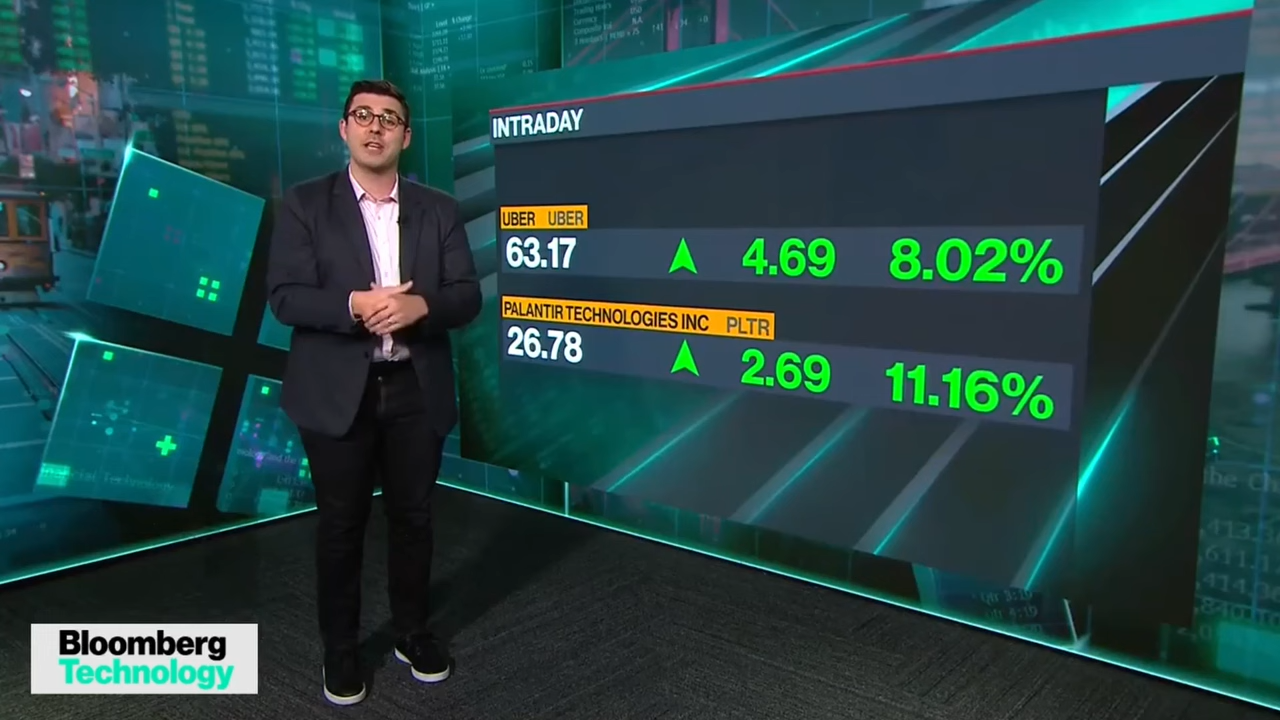 INTRADAY
UBER UBER
63.17 4.69 8.02%
PALANTIR TECHNOLOGIES INC PLTR
26.78 2.69 11.16%
Bloomberg
Technology